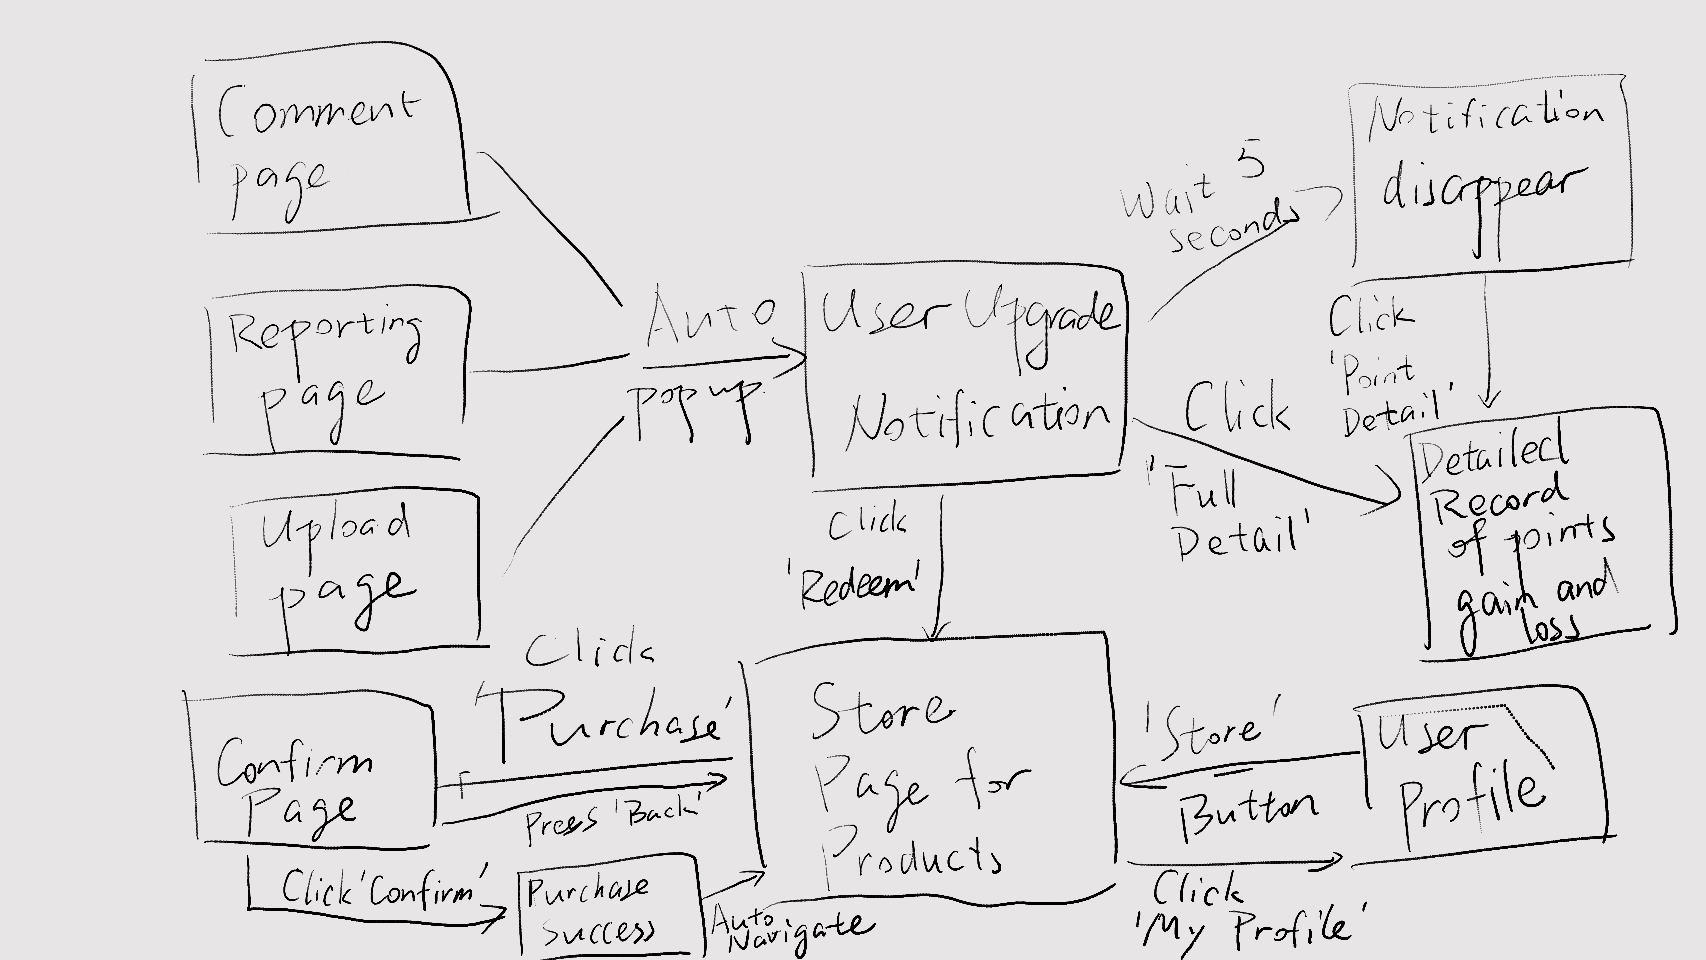 Comment
page
Reporting
page
Upload
page
Auto
popup
User Upgrade
Notification
Wait 5
seconds
Notification
disappear
Click
'Point
Detail'
Click
'Full
Detail'
Detailed
Record
of points
gain and
loss
Click
'Redeem'
Click
'Purchase'
Confirm
Page
Press 'Back'
Store
Page for
Products
'Store'
Button
User
Profile
Click 'Confirm'
Purchase
Success
Auto
Navigate
Click
'My Profile'